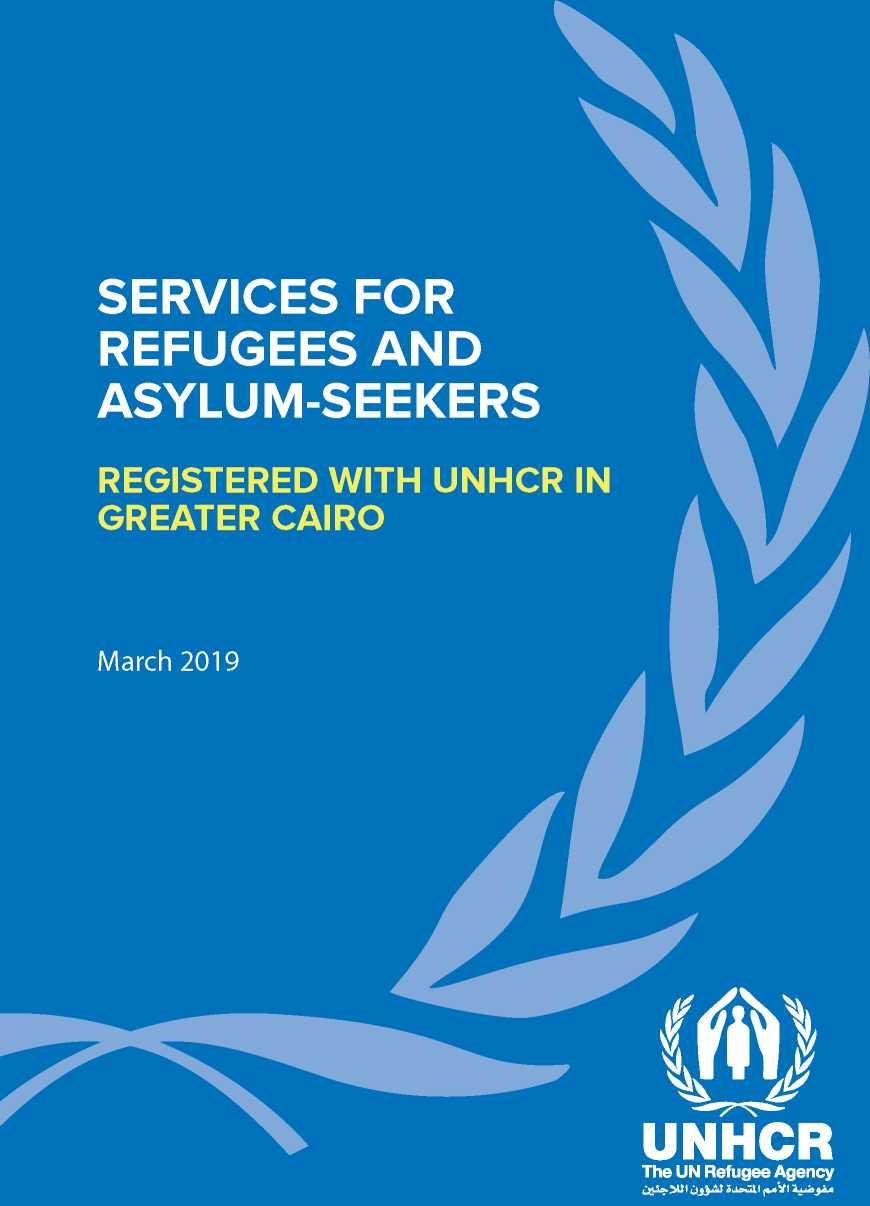 SERVICES FOR
REFUGEES AND
ASYLUM-SEEKERS
REGISTERED WITH UNHCR IN
GREATER CAIRO
March 2019
UNHCR
The UN Refugee Agency
مفوضية الأمم المتحدة لشؤون اللاجئين